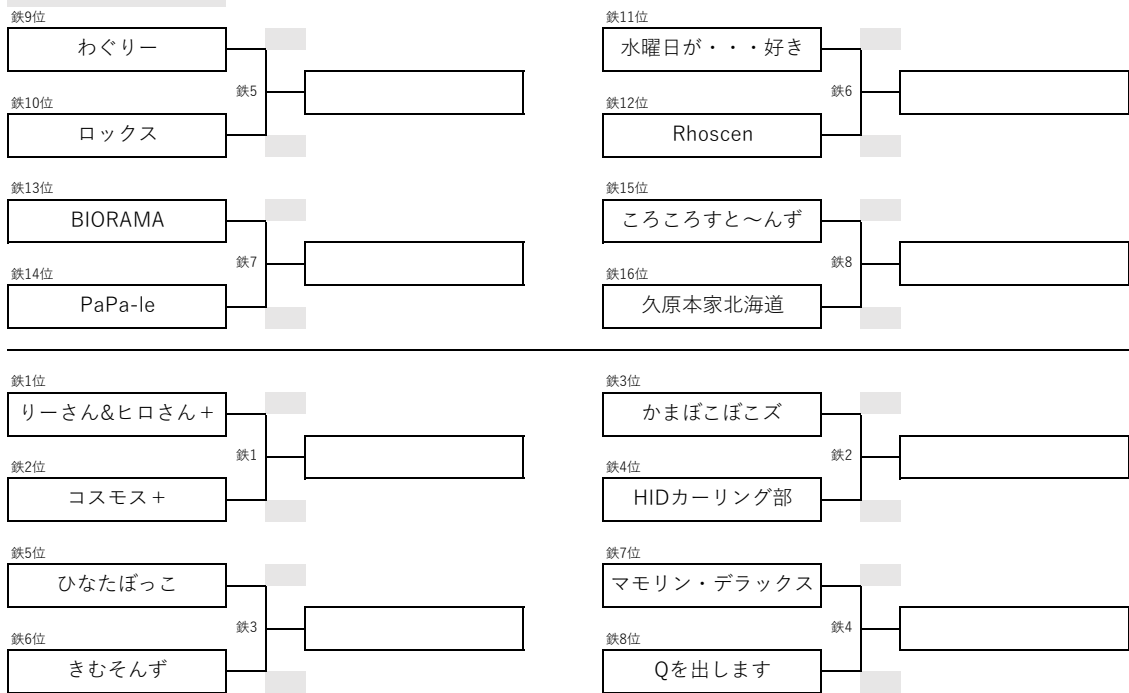 鉄9位
わぐりー
鉄5
鉄10位
ロックス
鉄11位
水曜日が・・・好き
鉄6
鉄12位
Rhoscen
鉄13位
BIORAMA
鉄7
鉄14位
PaPa-le
鉄15位
ころころすと〜んず
鉄8
鉄16位
久原本家北海道
鉄1位
りーさん&ヒロさん+
鉄1
鉄2位
コスモス+
鉄3位
かまぼこぼこズ
鉄2
鉄4位
HIDカーリング部
鉄5位
ひなたぼっこ
鉄3
鉄6位
きむそんず
鉄7位
マモリン・デラックス
鉄4
鉄8位
Qを出します